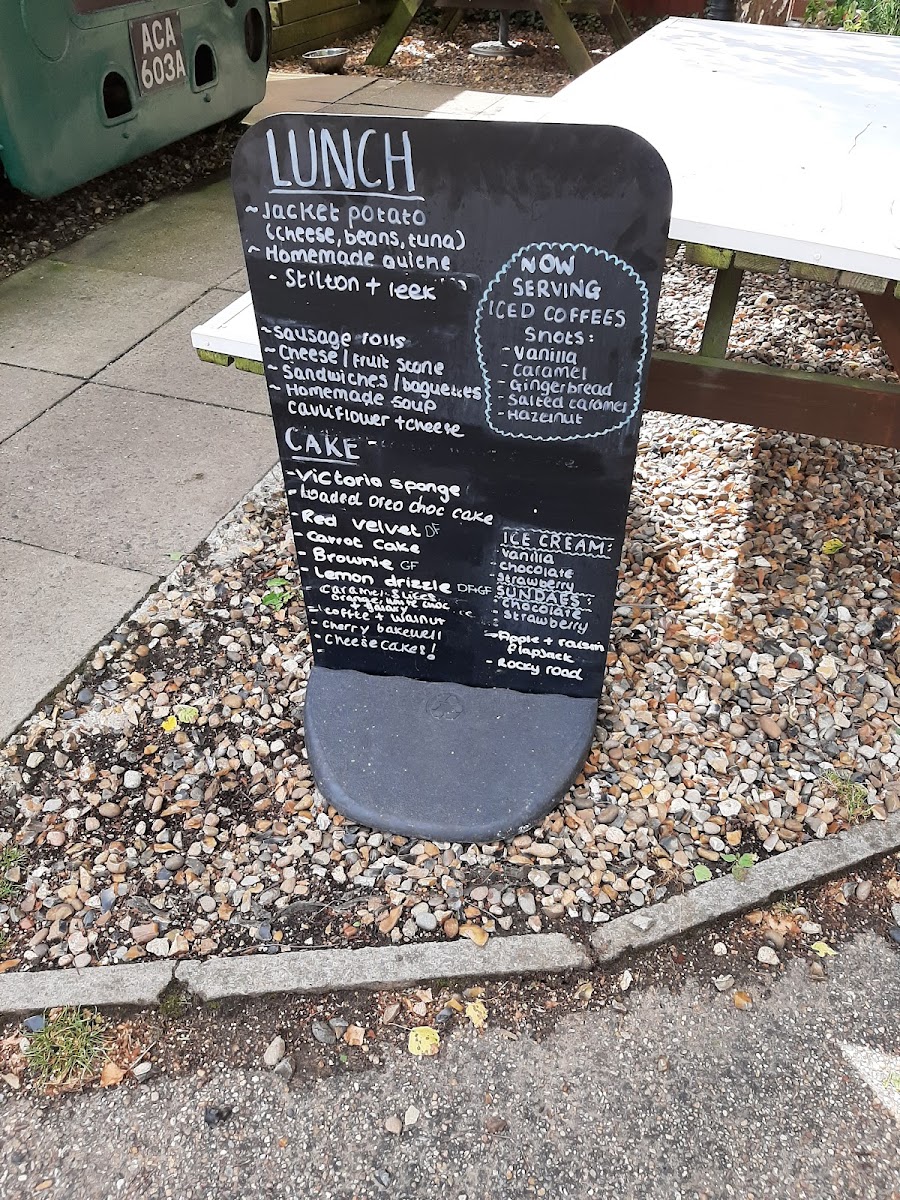 ACA
603A
LUNCH
~ Jacket potato
(cheese, beans, tuna)
~ Homemade quiche
- Stilton + leek
~ Sausage rolls
~ Cheese / fruit scone
~ Sandwiches / baguettes
~ Homemade soup
cauliflower + cheese
NOW
SERVING
ICED COFFEES
Shots:
- Vanilla
- Caramel
- Gingerbread
- Salted caramel
- Hazelnut
CAKE
- Victoria sponge
- Loaded Oreo choc cake
- Red velvet DF
- Carrot cake
- Brownie GF
- Lemon drizzle DF+GF
- Caramel slices
- coffee + walnut
- cherry bakewell
- Cheesecakes!
ICE CREAM:
- vanilla
- chocolate
- strawberry
SUNDAES:
- chocolate
- strawberry
- Apple + raisin
flapjack
- Rocky road